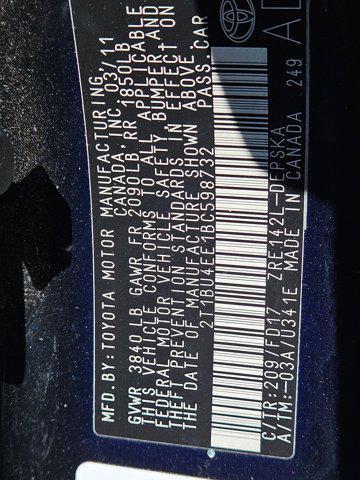 MFD.BY:TOYOTA MOTOR MANUFACTURING
CANADA, INC. 03/11
GVWR 3840 LB GAWR FR 2090 LB, RR 1850LB
THIS VEHICLE CONFORMS TO ALL APPLICABLE
FEDERAL MOTOR VEHICLE SAFETY, BUMPER AND
THEFT PREVENTION STANDARDS IN EFFECT ON
THE DATE OF MANUFACTURE SHOWN ABOVE.
2T1BU4EE1BC598732 PASS.CAR
C/TR:209/FD17 ZRE142L-DEPSKA
A/TM:-03A/U341E MADE IN CANADA 249